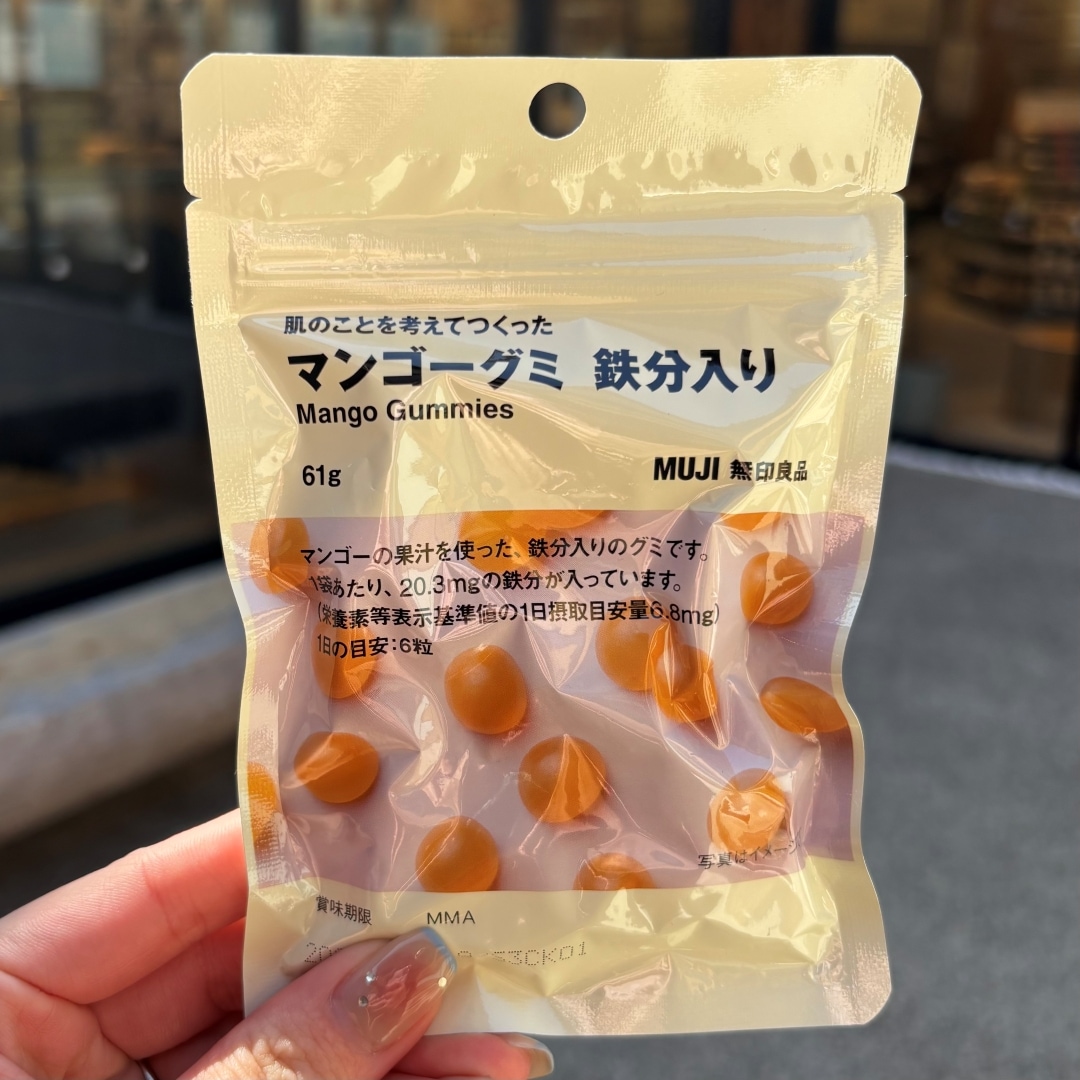 肌のことを考えてつくった
マンゴーグミ 鉄分入り
Mango Gummies
61g
MUJI 無印良品
マンゴーの果汁を使った、鉄分入りのグミです。
1袋あたり、20.3mgの鉄分が入っています。
(栄養素等表示基準値の1日摂取目安量6.8mg)
1日の目安:6粒
写真はイメージ
賞味期限
MMA
3CK01